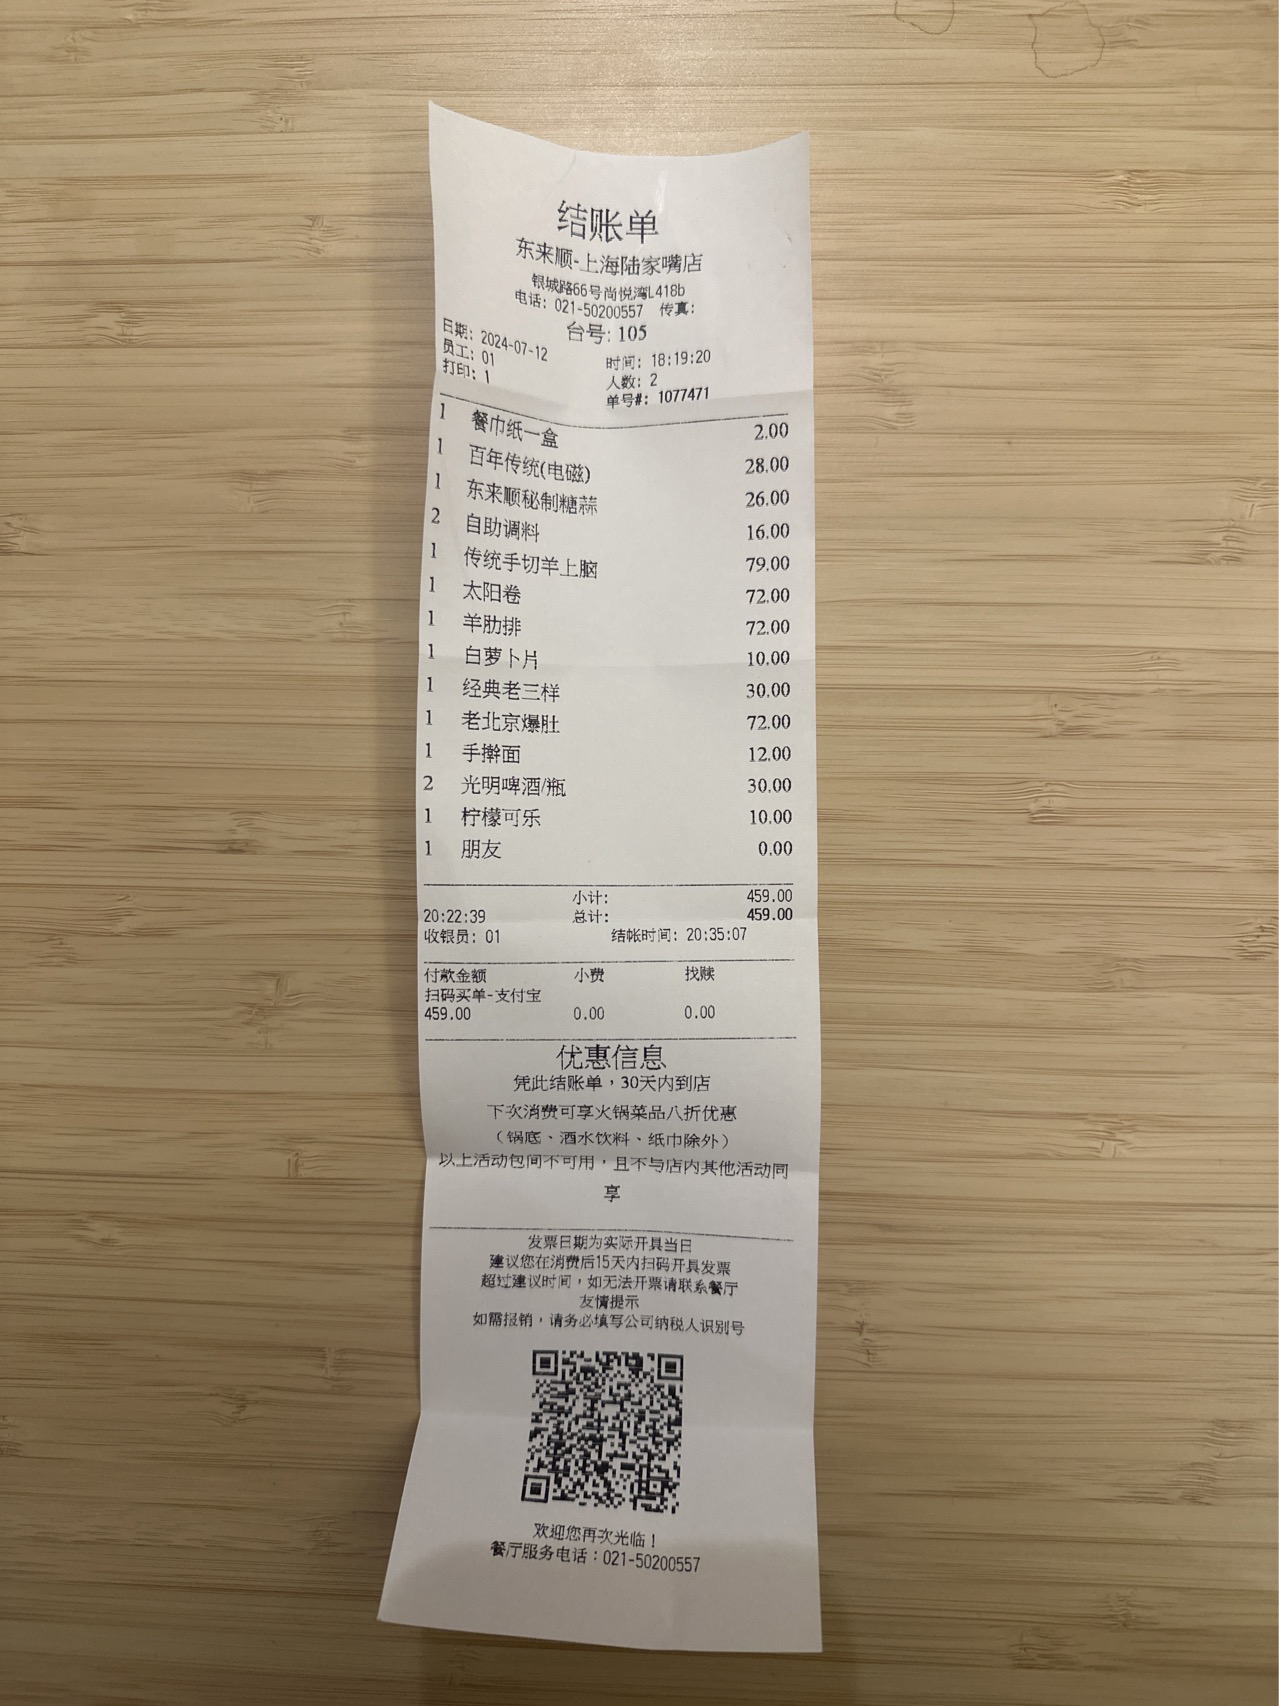 结账单
东来顺-上海陆家嘴店
银城路66号尚悦湾L418b
电话: 021-50200557 传真:
台号: 105
日期: 2024-07-12 时间: 18:19:20
员工: 01 人数: 2
打印: 1 单号#: 1077471
1 餐巾纸一盒 2.00
1 百年传统(电磁) 28.00
1 东来顺秘制糖蒜 26.00
2 自助调料 16.00
1 传统手切羊上脑 79.00
1 太阳卷 72.00
1 羊肋排 72.00
1 白萝卜片 10.00
1 经典老三样 30.00
1 老北京爆肚 72.00
1 手擀面 12.00
2 光明啤酒/瓶 30.00
1 柠檬可乐 10.00
1 朋友 0.00
小计: 459.00
20:22:39 总计: 459.00
收银员: 01 结帐时间: 20:35:07
付款金额 小费 找赎
扫码买单-支付宝
459.00 0.00 0.00
优惠信息
凭此结账单，30天内到店
下次消费可享火锅菜品八折优惠
（锅底、酒水饮料、纸巾除外）
以上活动包间不可用，且不与店内其他活动同
享
发票日期为实际开具当日
建议您在消费后15天内扫码开具发票
超过建议时间，如无法开票请联系餐厅
友情提示
如需报销，请务必填写公司纳税人识别号
欢迎您再次光临！
餐厅服务电话：021-50200557